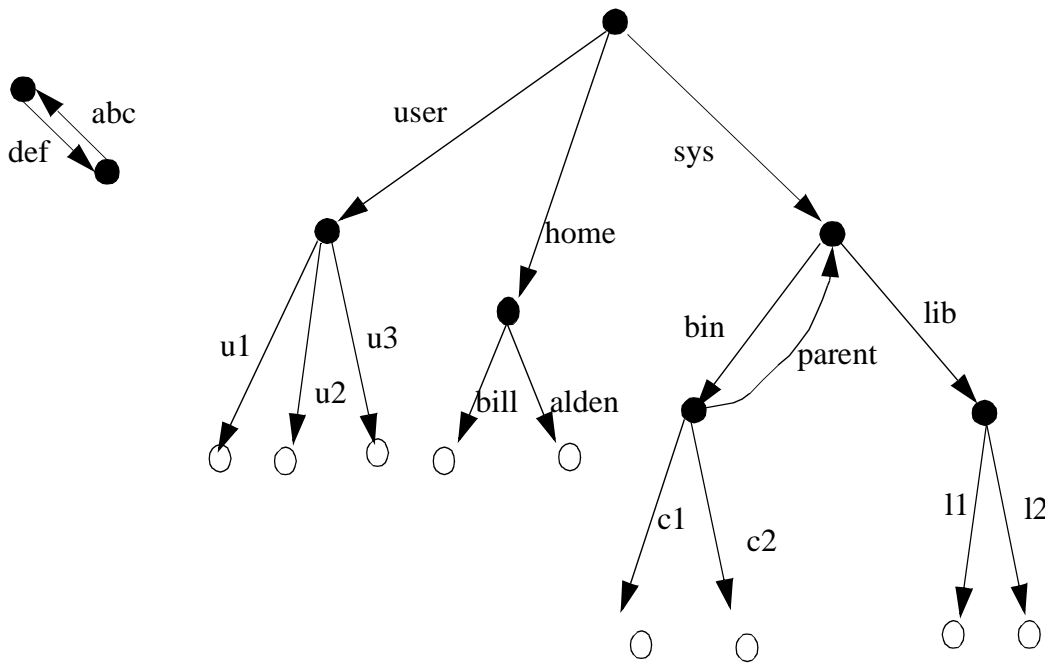 user
abc
def
sys
home
bin
lib
u1
u3
parent
u2
bill
alden
c1
c2
l1
l2